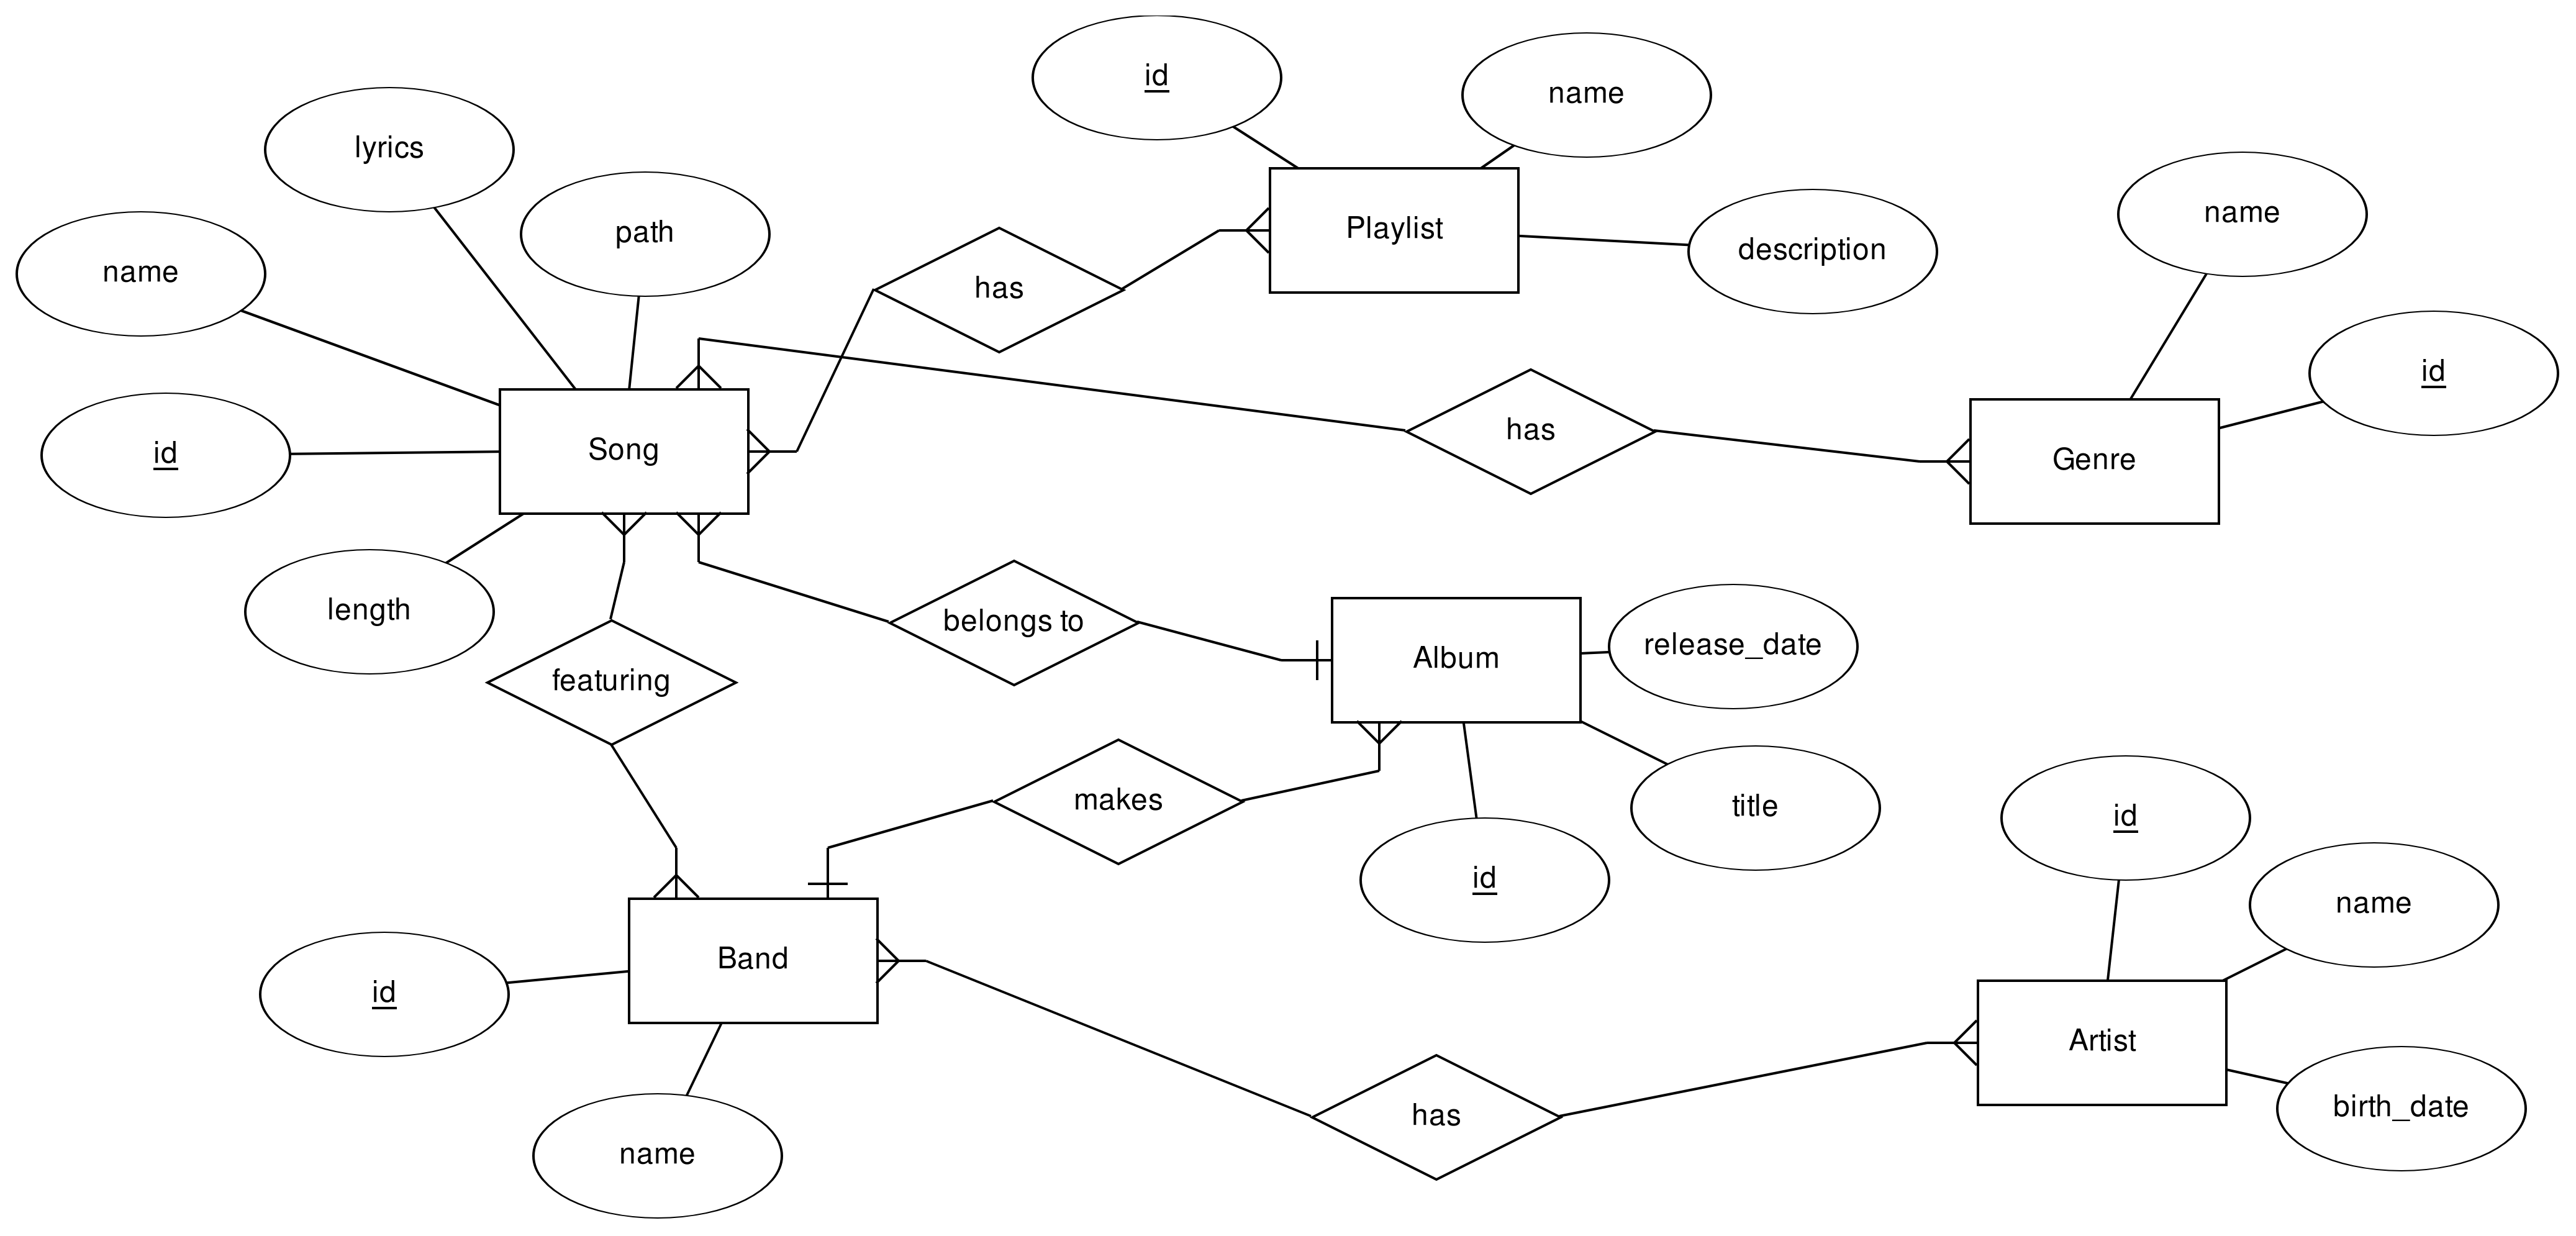 id
name
lyrics
path
name
Playlist
description
name
has
id
has
Song
id
Genre
length
belongs to
Album
release_date
featuring
makes
title
id
id
name
Band
id
Artist
has
birth_date
name